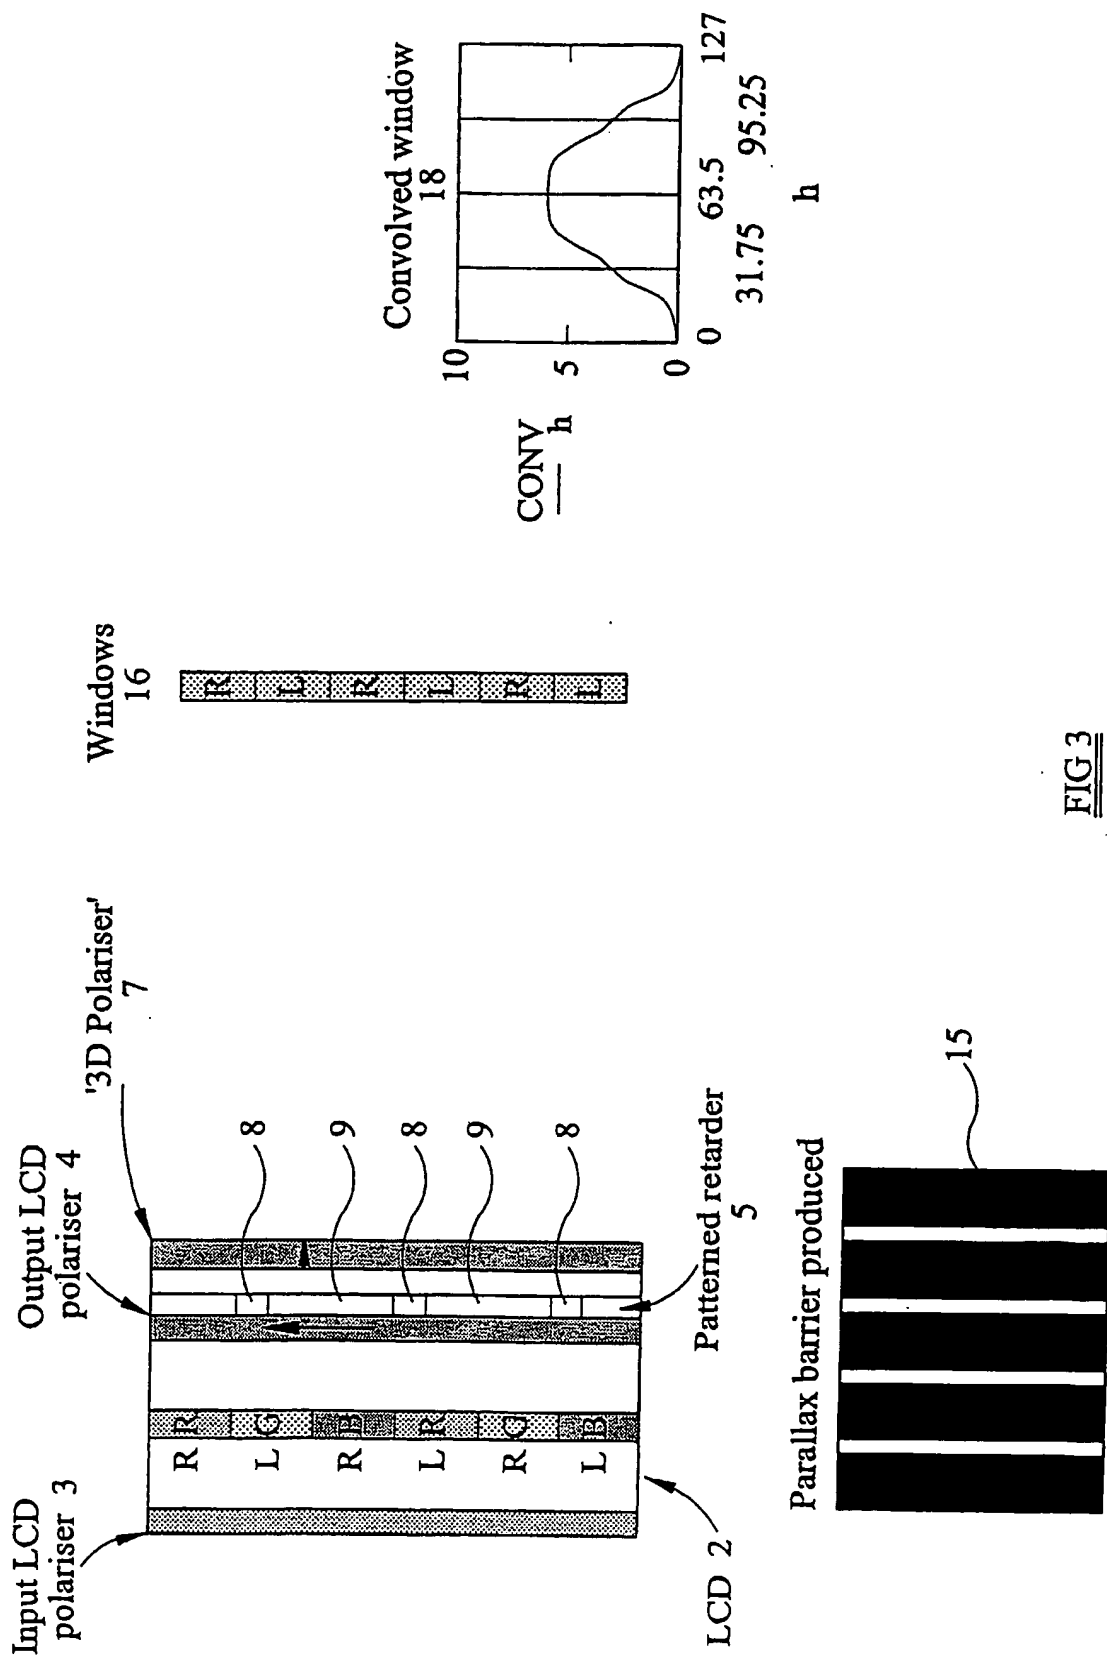 Input LCD
polariser 3
Output LCD
polariser 4
'3D Polariser'
7
Windows
16
Convolved window
18
R L R L R L
R G B R G B
8
9
8
9
8
R
L
R
L
R
L
10
5
0
CONV
h
0
31.75
63.5
95.25
127
h
LCD 2
Patterned retarder
5
Parallax barrier produced
15
FIG 3